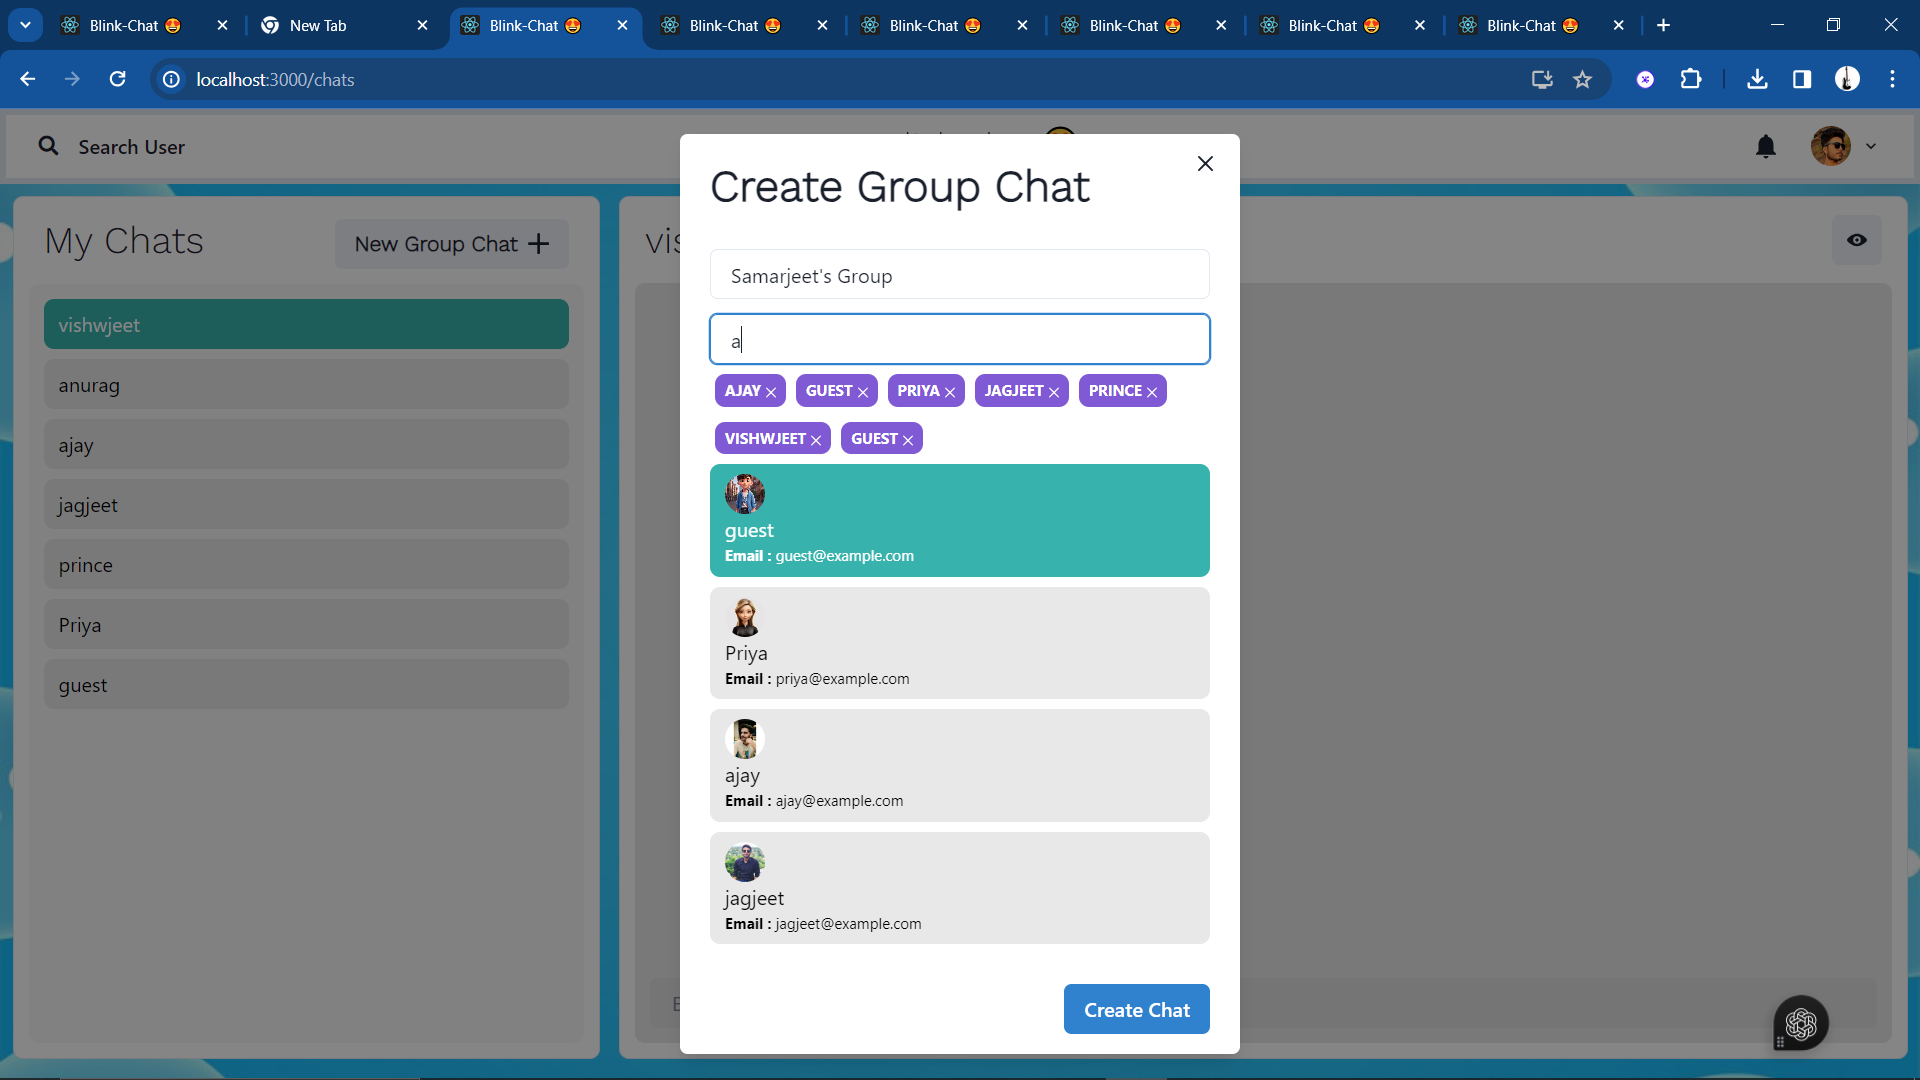 Blink-Chat 😍 New Tab Blink-Chat 😍 Blink-Chat 😍 Blink-Chat 😍 Blink-Chat 😍 Blink-Chat 😍 Blink-Chat 😍
localhost:3000/chats
Search User
My Chats
New Group Chat
vishwjeet
anurag
ajay
jagjeet
prince
Priya
guest
Create Group Chat
Samarjeet's Group
a
AJAY GUEST PRIYA JAGJEET PRINCE
VISHWJEET GUEST
guest
Email : guest@example.com
Priya
Email : priya@example.com
ajay
Email : ajay@example.com
jagjeet
Email : jagjeet@example.com
Create Chat